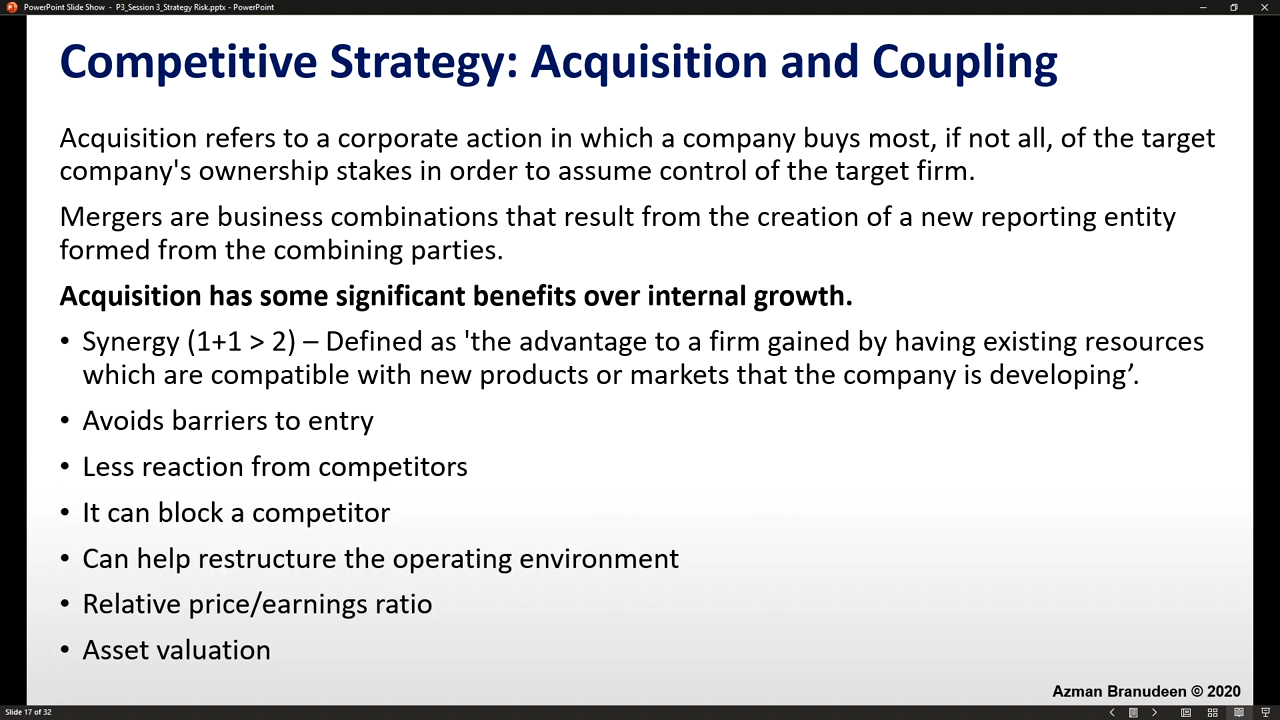 PowerPoint Slide Show - P3_Session 3_Strategy Risk.pptx - PowerPoint
Competitive Strategy: Acquisition and Coupling
Acquisition refers to a corporate action in which a company buys most, if not all, of the target
company's ownership stakes in order to assume control of the target firm.
Mergers are business combinations that result from the creation of a new reporting entity
formed from the combining parties.
Acquisition has some significant benefits over internal growth.
• Synergy (1+1 > 2) – Defined as 'the advantage to a firm gained by having existing resources
which are compatible with new products or markets that the company is developing’.
• Avoids barriers to entry
• Less reaction from competitors
• It can block a competitor
• Can help restructure the operating environment
• Relative price/earnings ratio
• Asset valuation
Azman Branudeen © 2020
Slide 17 of 32